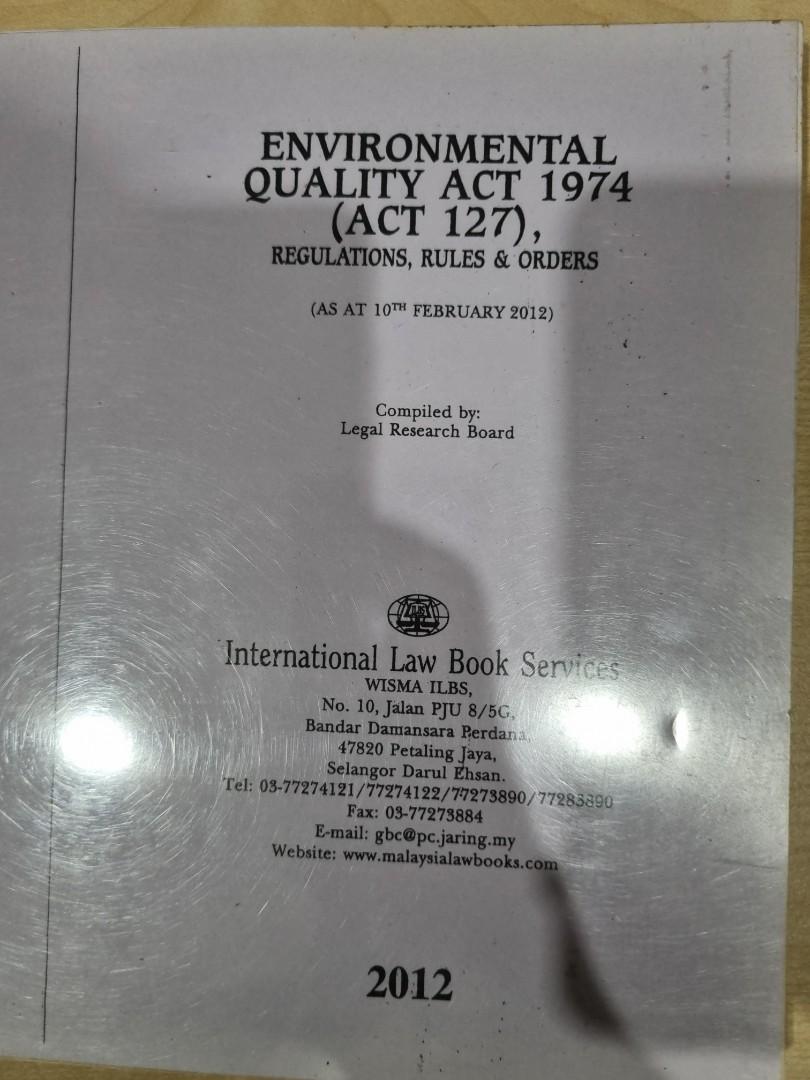 ENVIRONMENTAL
QUALITY ACT 1974
(ACT 127),
REGULATIONS, RULES & ORDERS
(AS AT 10TH FEBRUARY 2012)
Compiled by:
Legal Research Board
ILBS
International Law Book Services
WISMA ILBS,
No. 10, Jalan PJU 8/5G,
Bandar Damansara Perdana,
47820 Petaling Jaya,
Selangor Darul Ehsan.
Tel: 03-77274121/77274122/77273890/77283890
Fax: 03-77273884
E-mail: gbc@pc.jaring.my
Website: www.malaysialawbooks.com
2012